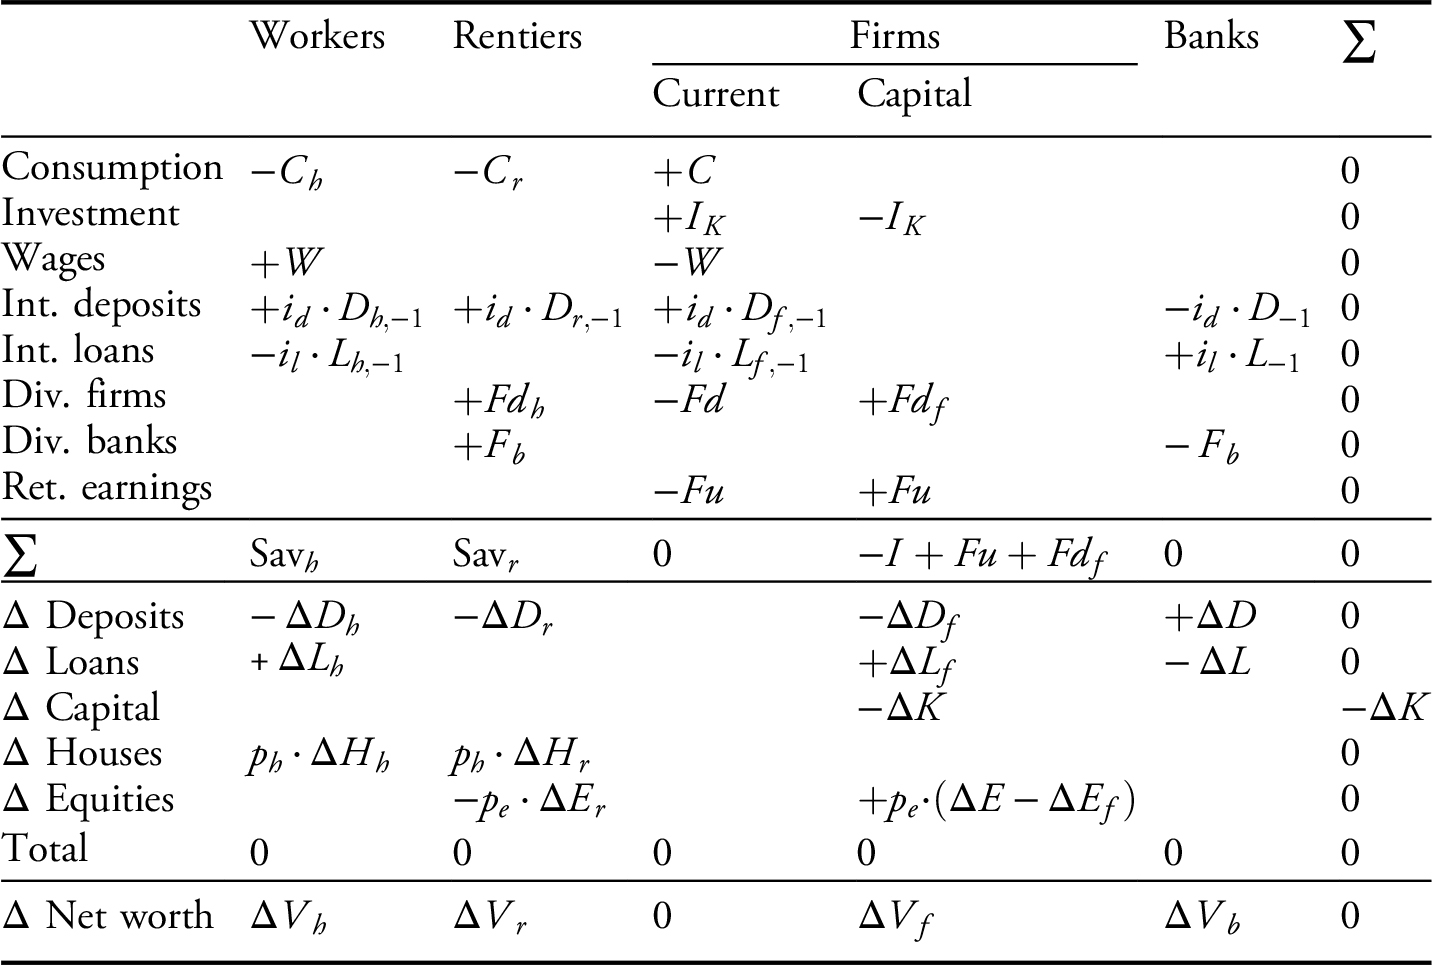 Workers Rentiers Firms Banks ∑
Current Capital
Consumption −C_h −C_r +C 0
Investment +I_K −I_K 0
Wages +W −W 0
Int. deposits +i_d · D_{h,−1} +i_d · D_{r,−1} +i_d · D_{f,−1} −i_d · D_{−1} 0
Int. loans −i_l · L_{h,−1} −i_l · L_{f,−1} +i_l · L_{−1} 0
Div. firms +Fd_h −Fd +Fd_f 0
Div. banks +F_b − F_b 0
Ret. earnings −Fu +Fu 0
∑ Sav_h Sav_r 0 −I + Fu + Fd_f 0 0
Δ Deposits − ΔD_h −ΔD_r −ΔD_f +ΔD 0
Δ Loans + ΔL_h +ΔL_f − ΔL 0
Δ Capital −ΔK −ΔK
Δ Houses p_h · ΔH_h p_h · ΔH_r 0
Δ Equities −p_e · ΔE_r +p_e·(ΔE − ΔE_f) 0
Total 0 0 0 0 0 0
Δ Net worth ΔV_h ΔV_r 0 ΔV_f ΔV_b 0